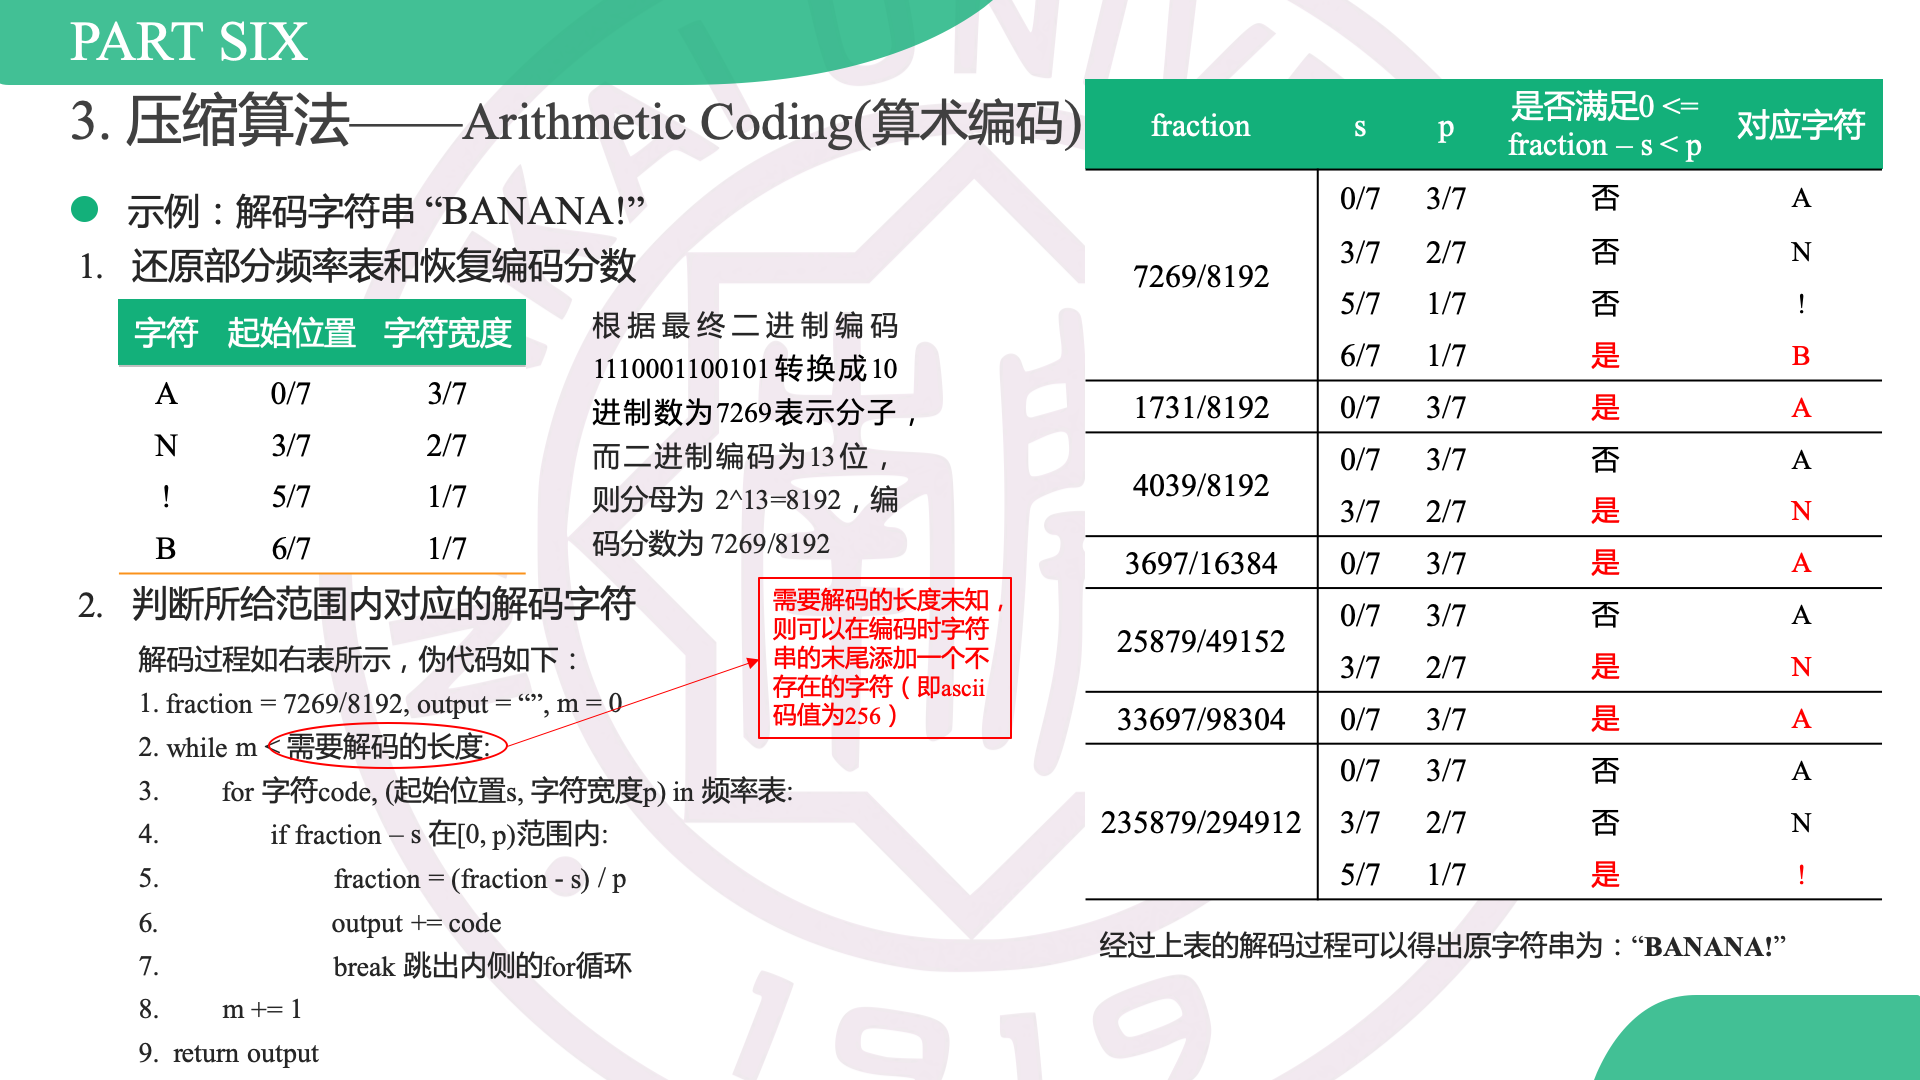 PART SIX
3. 压缩算法——Arithmetic Coding(算术编码)
示例：解码字符串 “BANANA!”
1. 还原部分频率表和恢复编码分数
字符 起始位置 字符宽度
A 0/7 3/7
N 3/7 2/7
! 5/7 1/7
B 6/7 1/7
根据最终二进制编码
1110001100101转换成10
进制数为7269表示分子，
而二进制编码为13位，
则分母为 2^13=8192，编
码分数为 7269/8192
2. 判断所给范围内对应的解码字符
解码过程如右表所示，伪代码如下：
1. fraction = 7269/8192, output = “”, m = 0
2. while m < 需要解码的长度:
3. for 字符code, (起始位置s, 字符宽度p) in 频率表:
4. if fraction – s 在[0, p)范围内:
5. fraction = (fraction - s) / p
6. output += code
7. break 跳出内侧的for循环
8. m += 1
9. return output
需要解码的长度未知，
则可以在编码时字符
串的末尾添加一个不
存在的字符（即ascii
码值为256）
fraction s p 是否满足0 <= fraction – s < p 对应字符
7269/8192 0/7 3/7 否 A
3/7 2/7 否 N
5/7 1/7 否 !
6/7 1/7 是 B
1731/8192 0/7 3/7 是 A
4039/8192 0/7 3/7 否 A
3/7 2/7 是 N
3697/16384 0/7 3/7 是 A
25879/49152 0/7 3/7 否 A
3/7 2/7 是 N
33697/98304 0/7 3/7 是 A
235879/294912 0/7 3/7 否 A
3/7 2/7 否 N
5/7 1/7 是 !
经过上表的解码过程可以得出原字符串为：“BANANA!”
1919